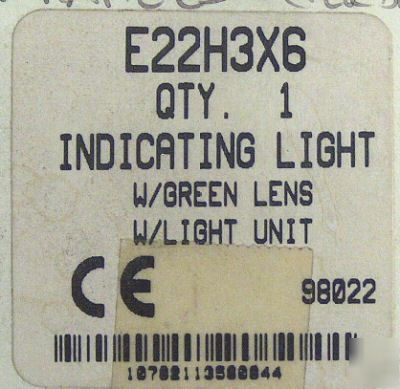 E22H3X6
QTY. 1
INDICATING LIGHT
W/GREEN LENS
W/LIGHT UNIT
CE 98022